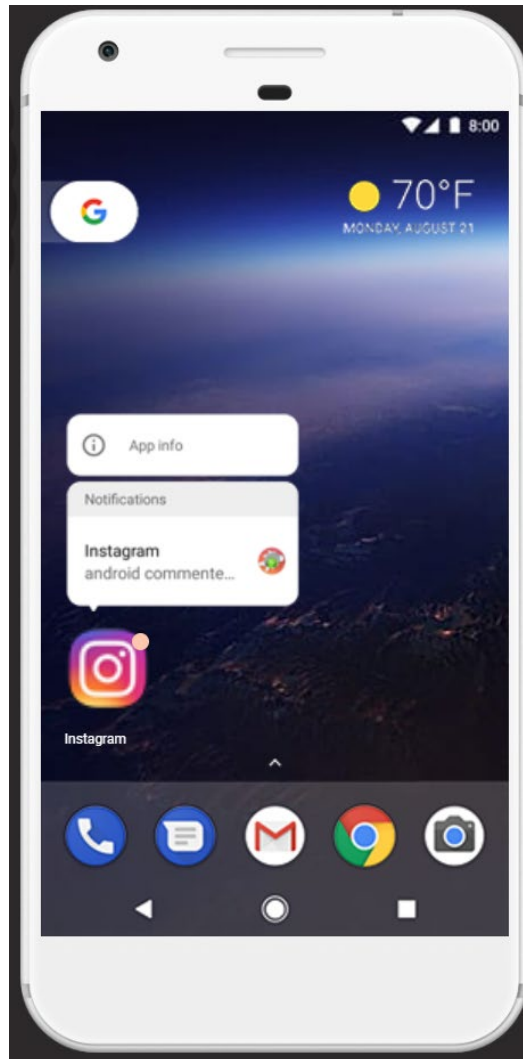 8:00
G
70°F
MONDAY, AUGUST 21
App info
Notifications
Instagram
android commente...
Instagram